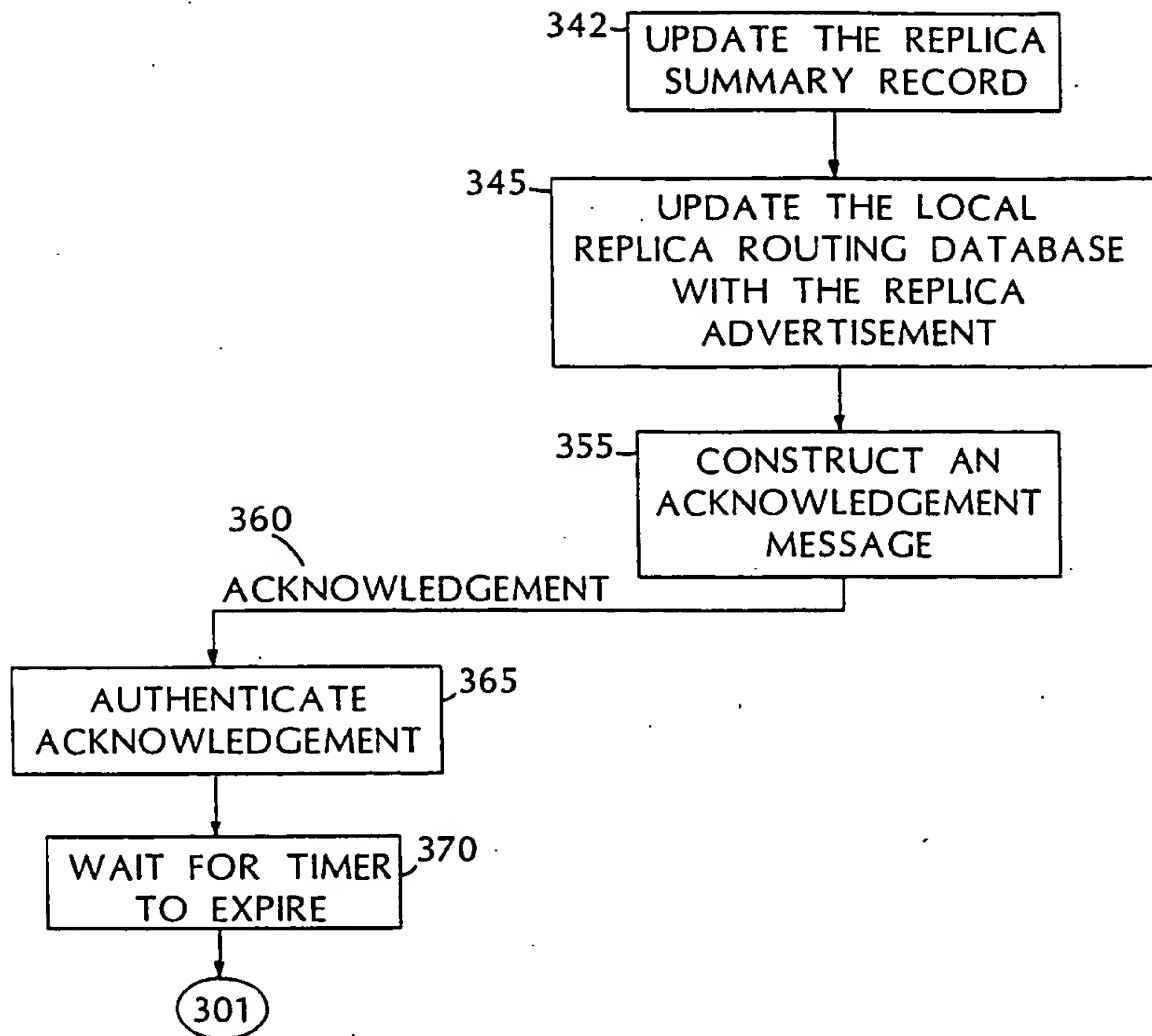 342
UPDATE THE REPLICA
SUMMARY RECORD
345
UPDATE THE LOCAL
REPLICA ROUTING DATABASE
WITH THE REPLICA
ADVERTISEMENT
355
CONSTRUCT AN
ACKNOWLEDGEMENT
MESSAGE
360
ACKNOWLEDGEMENT
AUTHENTICATE
ACKNOWLEDGEMENT
365
WAIT FOR TIMER
TO EXPIRE
370
301